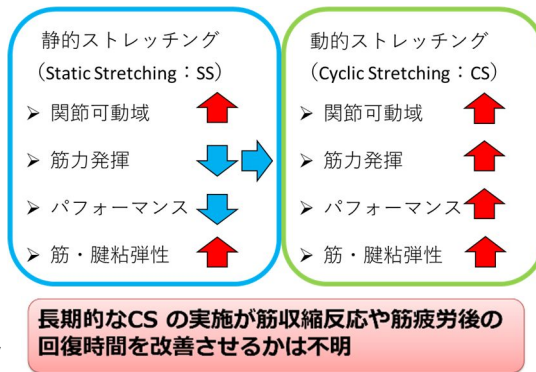 静的ストレッチング
（Static Stretching：SS）
➢ 関節可動域
➢ 筋力発揮
➢ パフォーマンス
➢ 筋・腱粘弾性
動的ストレッチング
（Cyclic Stretching：CS）
➢ 関節可動域
➢ 筋力発揮
➢ パフォーマンス
➢ 筋・腱粘弾性
長期的なCS の実施が筋収縮反応や筋疲労後の
回復時間を改善させるかは不明